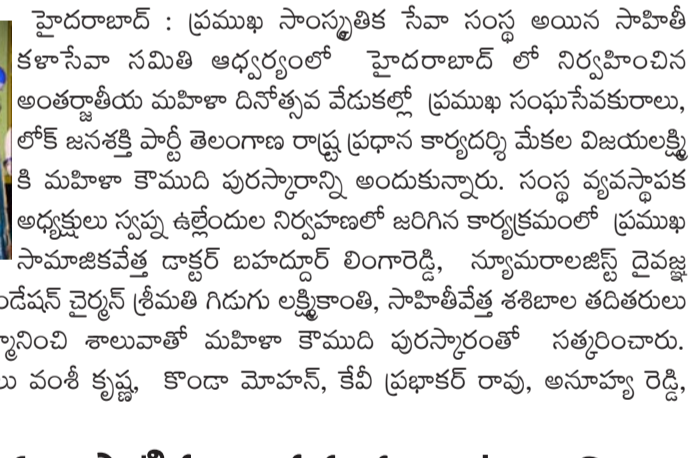 హైదరాబాద్ : ప్రముఖ సాంస్కృతిక సేవా సంస్థ అయిన సాహితీ
కళాసేవా సమితి ఆధ్వర్యంలో హైదరాబాద్ లో నిర్వహించిన
అంతర్జాతీయ మహిళా దినోత్సవ వేడుకల్లో ప్రముఖ సంఘసేవకురాలు,
లోక్ జనశక్తి పార్టీ తెలంగాణ రాష్ట్ర ప్రధాన కార్యదర్శి మేకల విజయలక్ష్మి
కి మహిళా కౌముది పురస్కారాన్ని అందుకున్నారు. సంస్థ వ్యవస్థాపక
అధ్యక్షులు స్వప్న ఉల్లేందుల నిర్వహణలో జరిగిన కార్యక్రమంలో ప్రముఖ
సామాజికవేత్త డాక్టర్ బహద్దూర్ లింగారెడ్డి, న్యూమరాలజిస్ట్ దైవజ్ఞ
ండేషన్ చైర్మన్ శ్రీమతి గిడుగు లక్ష్మికాంతి, సాహితీవేత్త శశిబాల తదితరులు
్మానించి శాలువాతో మహిళా కౌముది పురస్కారంతో సత్కరించారు.
లు వంశీ కృష్ణ, కొండా మోహన్, కేవీ ప్రభాకర్ రావు, అనూహ్య రెడ్డి,